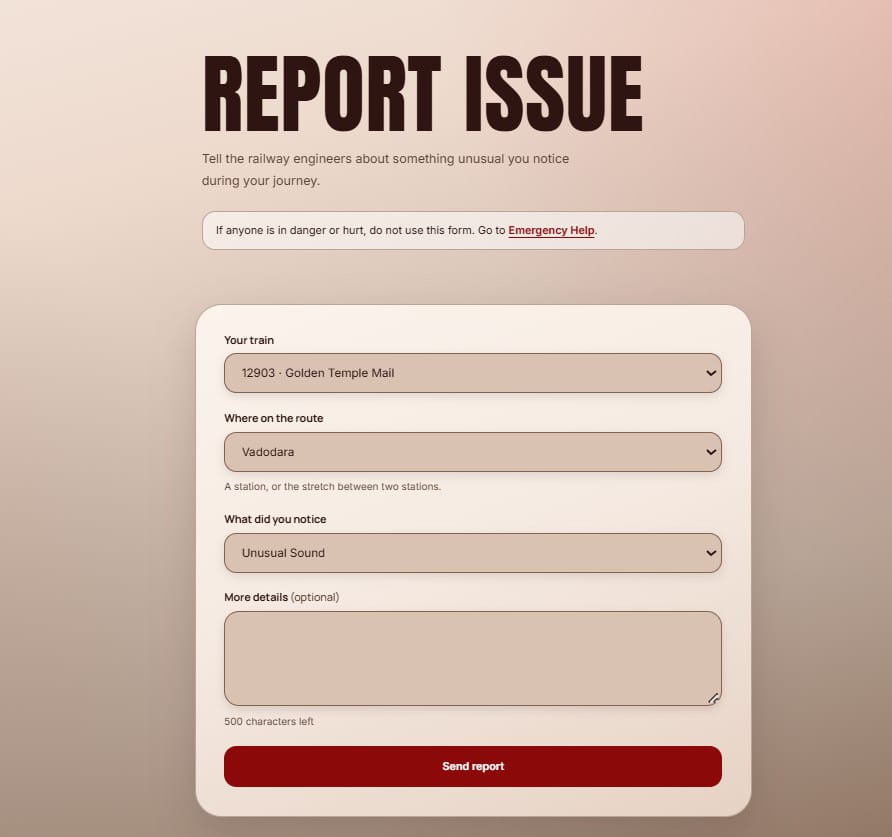 REPORT ISSUE
Tell the railway engineers about something unusual you notice
during your journey.
If anyone is in danger or hurt, do not use this form. Go to Emergency Help.
Your train
12903 · Golden Temple Mail
Where on the route
Vadodara
A station, or the stretch between two stations.
What did you notice
Unusual Sound
More details (optional)
500 characters left
Send report